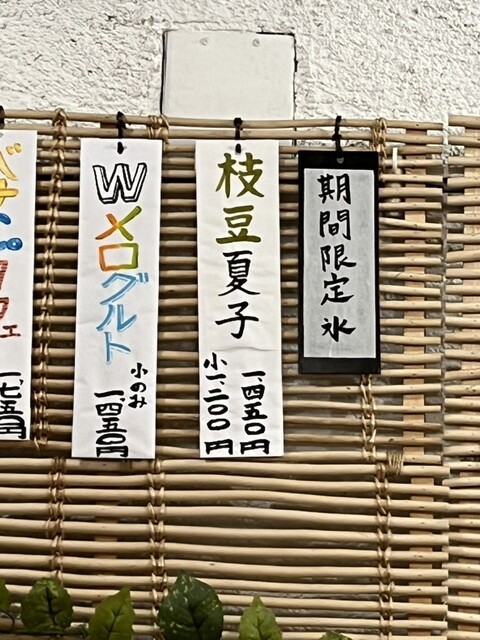 期間限定氷
枝豆夏子
一、四五〇円
小一、二〇〇円
Wメログルト
小のみ
一、四五〇円